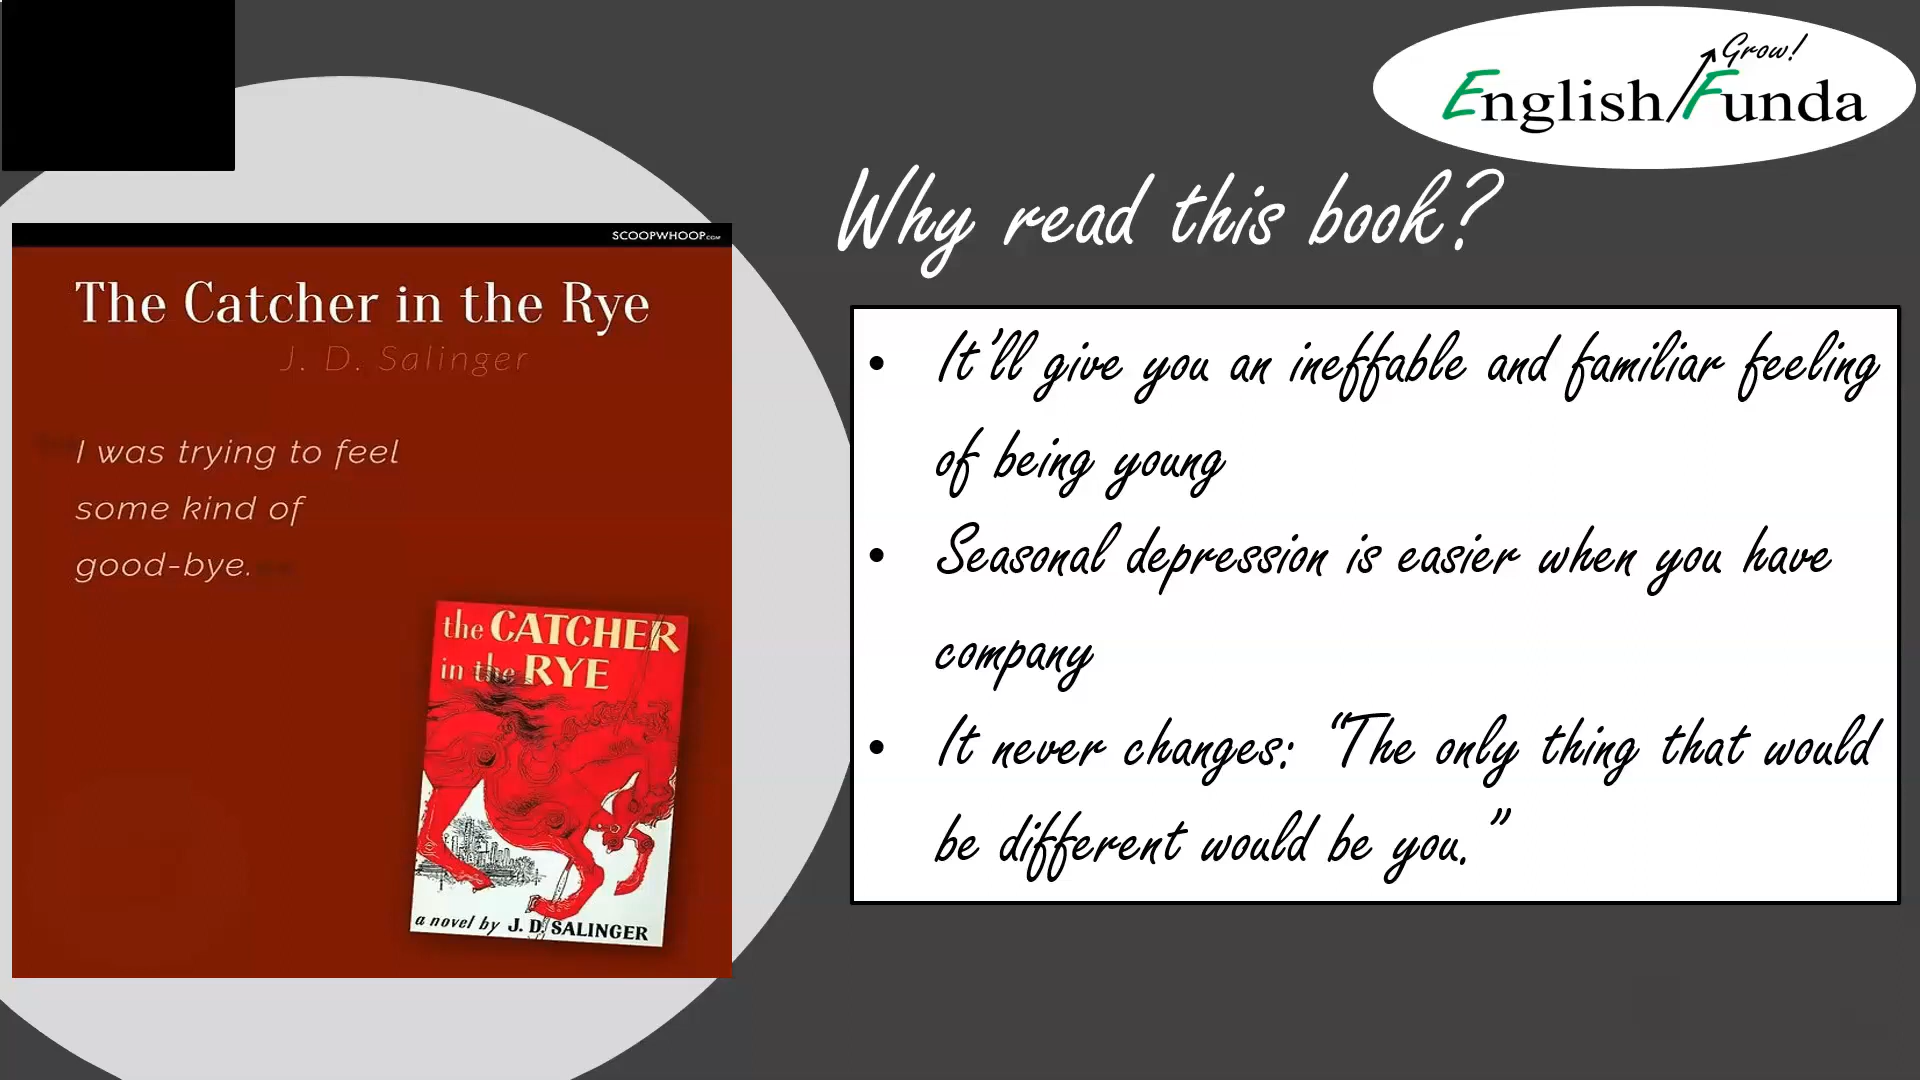 Grow!
English Funda
Why read this book?
SCOOPWHOOP.COM
The Catcher in the Rye
J. D. Salinger
I was trying to feel
some kind of
good-bye.
the CATCHER
in the RYE
a novel by J. D. SALINGER
• It'll give you an ineffable and familiar feeling
of being young
• Seasonal depression is easier when you have
company
• It never changes: “The only thing that would
be different would be you.”